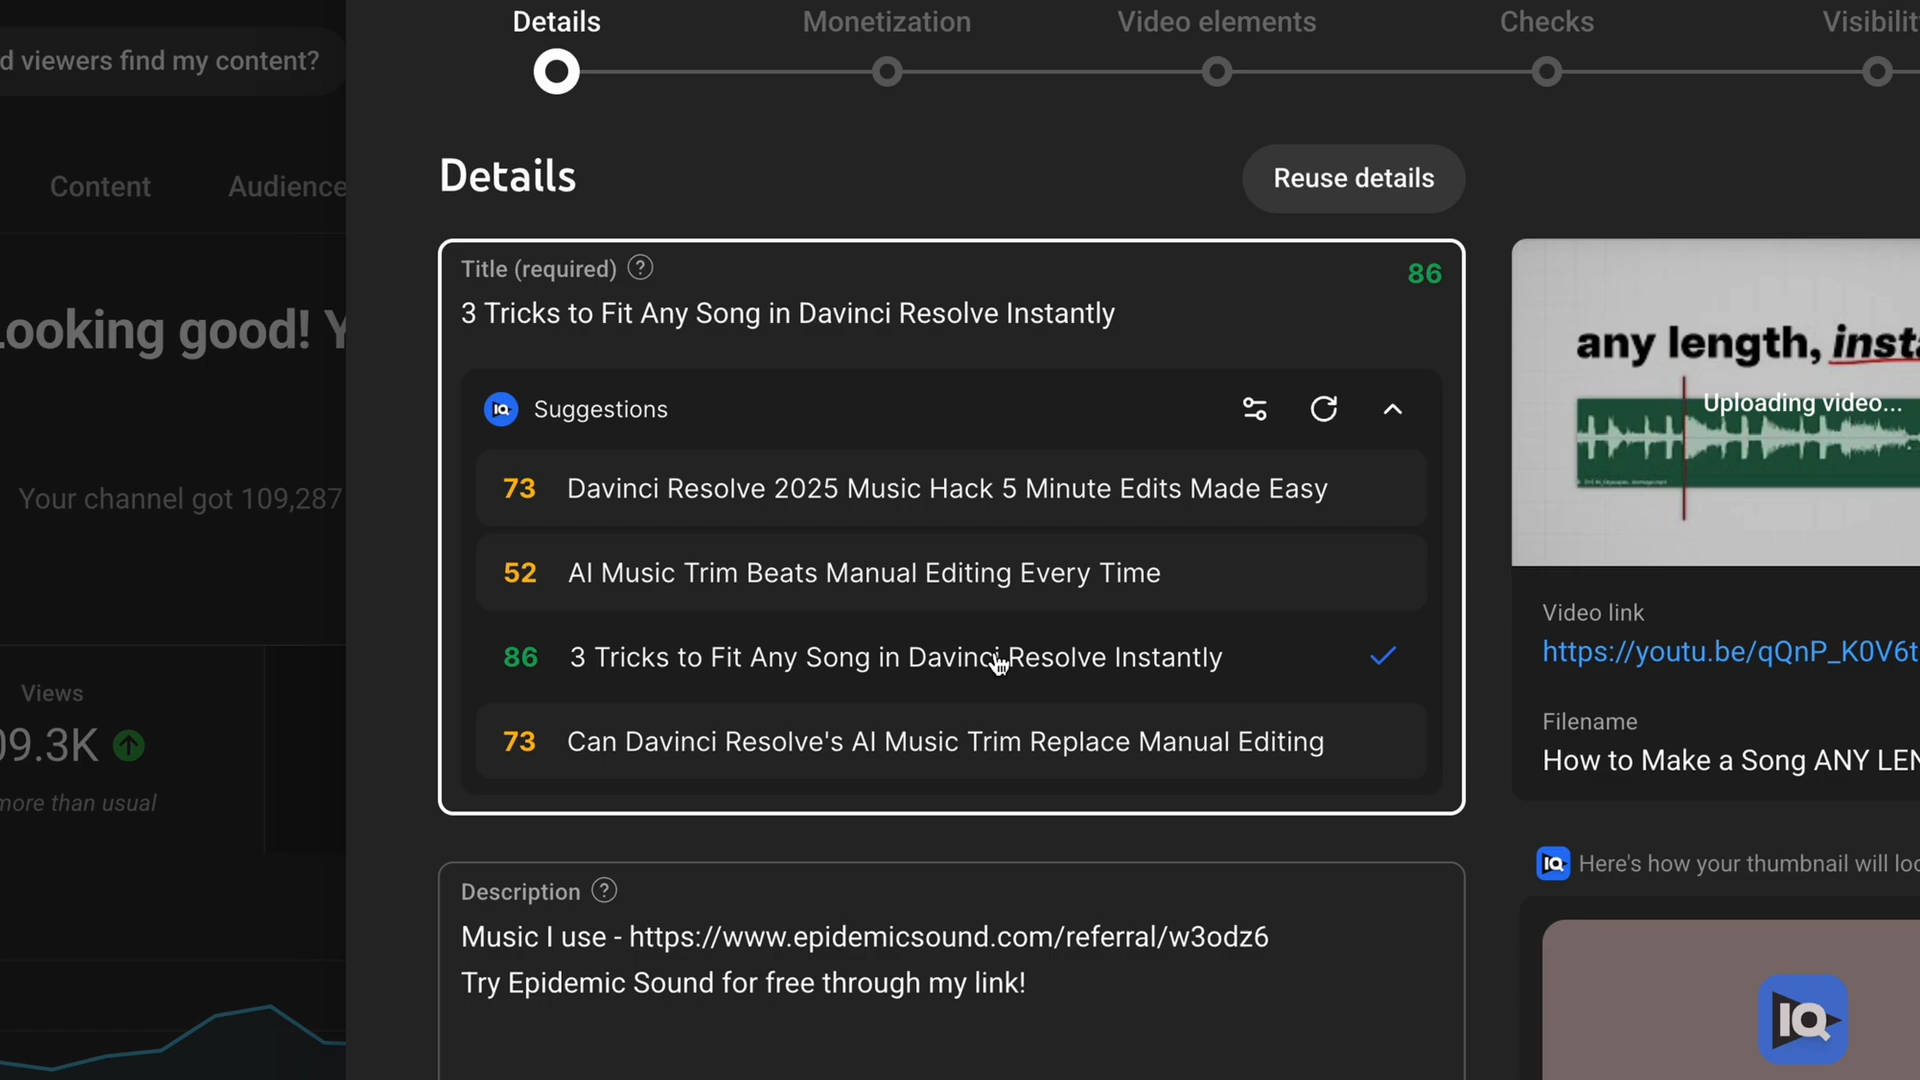 Details
Monetization
Video elements
Checks
Visibilit
d viewers find my content?
Content
Audience
Details
Reuse details
Title (required)
86
3 Tricks to Fit Any Song in Davinci Resolve Instantly
IQ
Suggestions
73 Davinci Resolve 2025 Music Hack 5 Minute Edits Made Easy
52 AI Music Trim Beats Manual Editing Every Time
86 3 Tricks to Fit Any Song in Davinci Resolve Instantly
73 Can Davinci Resolve's AI Music Trim Replace Manual Editing
ooking good! Y
Your channel got 109,287
Views
09.3K
more than usual
any length, inst
Uploading video...
Video link
https://youtu.be/qQnP_K0V6t
Filename
How to Make a Song ANY LEN
IQ Here's how your thumbnail will loo
IQ
Description
Music I use - https://www.epidemicsound.com/referral/w3odz6
Try Epidemic Sound for free through my link!